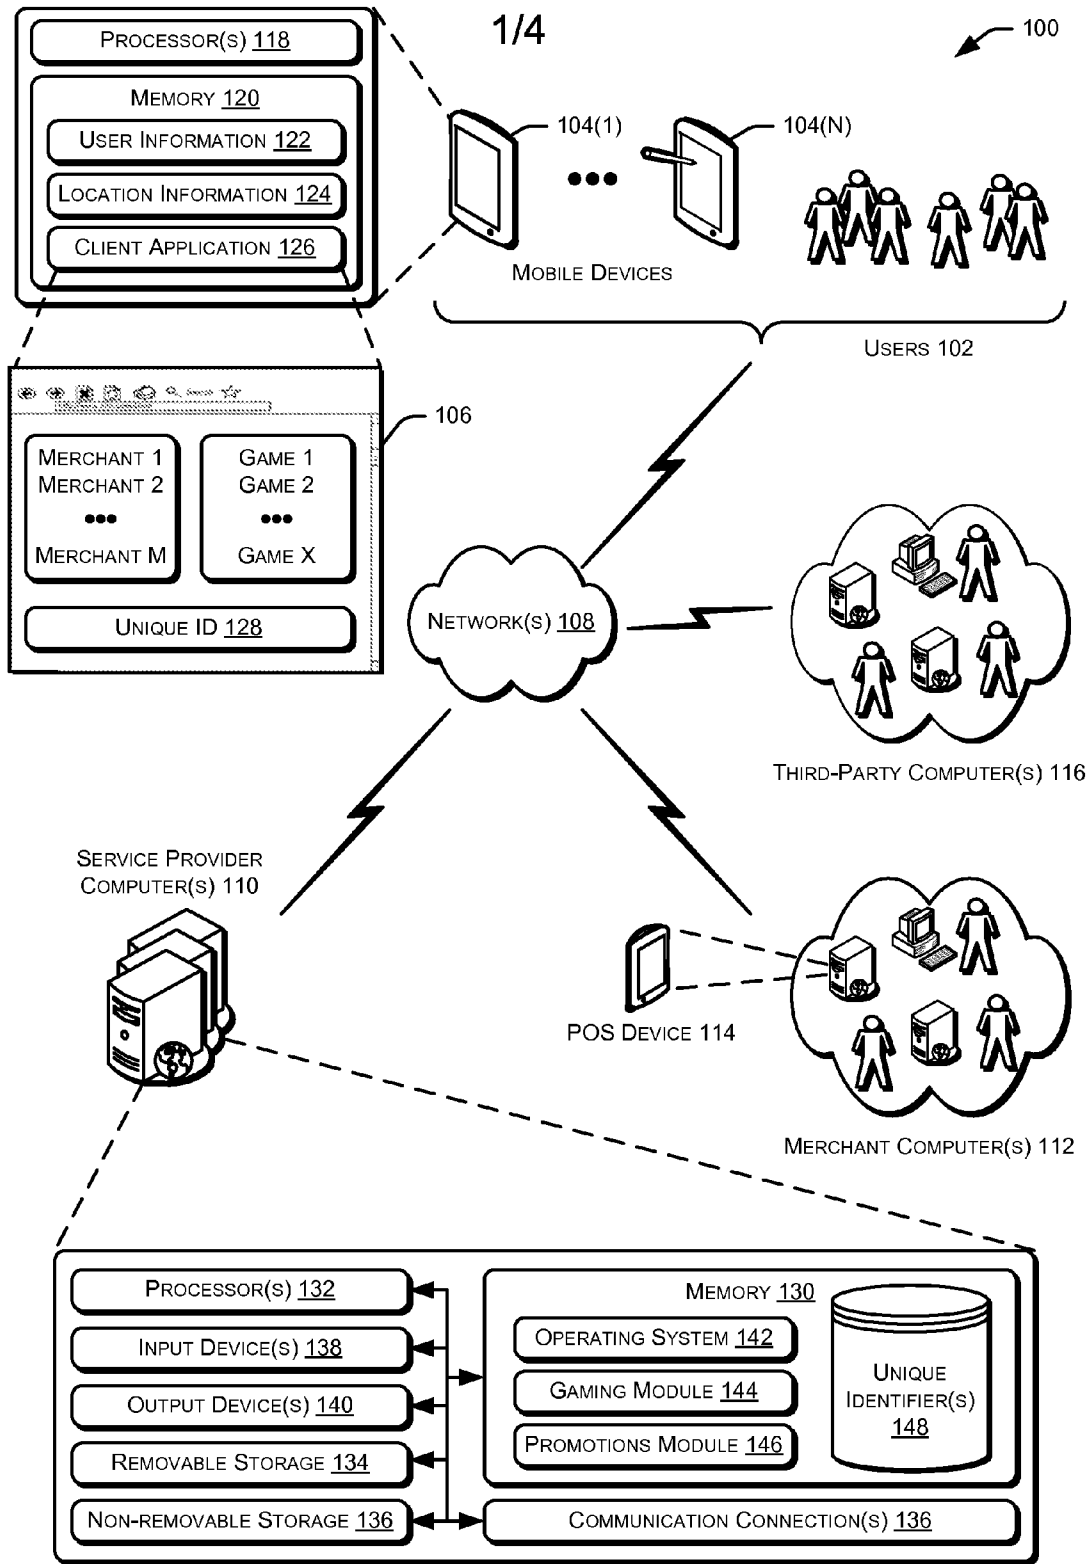 1/4
100
PROCESSOR(S) 118
MEMORY 120
USER INFORMATION 122
LOCATION INFORMATION 124
CLIENT APPLICATION 126
104(1)
104(N)
MOBILE DEVICES
USERS 102
106
MERCHANT 1
MERCHANT 2
MERCHANT M
GAME 1
GAME 2
GAME X
UNIQUE ID 128
NETWORK(S) 108
THIRD-PARTY COMPUTER(S) 116
SERVICE PROVIDER
COMPUTER(S) 110
POS DEVICE 114
MERCHANT COMPUTER(S) 112
PROCESSOR(S) 132
INPUT DEVICE(S) 138
OUTPUT DEVICE(S) 140
REMOVABLE STORAGE 134
NON-REMOVABLE STORAGE 136
MEMORY 130
OPERATING SYSTEM 142
GAMING MODULE 144
PROMOTIONS MODULE 146
UNIQUE
IDENTIFIER(S)
148
COMMUNICATION CONNECTION(S) 136